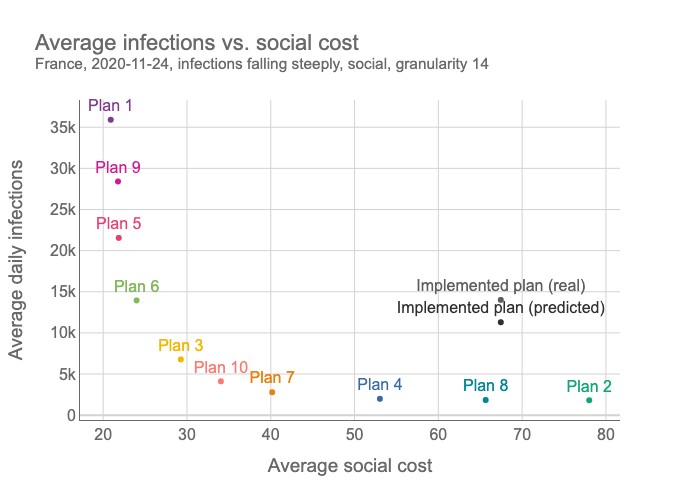 Average infections vs. social cost
France, 2020-11-24, infections falling steeply, social, granularity 14
Plan 1
35k
Plan 9
30k
25k
Plan 5
20k
Plan 6
Implemented plan (real)
15k
Implemented plan (predicted)
10k
Plan 3
Plan 10
Plan 7
5k
Plan 4
Plan 8
Plan 2
0
20
30
40
50
60
70
80
Average daily infections
Average social cost